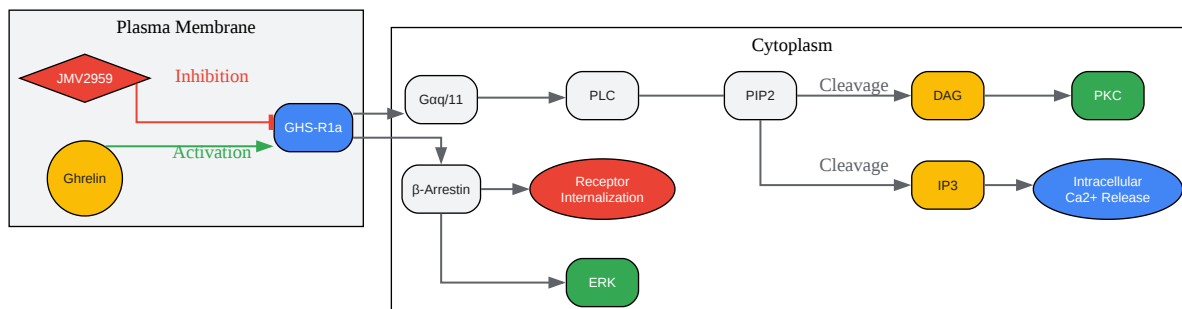 Plasma Membrane
JMV2959
Inhibition
GHS-R1a
Activation
Ghrelin
Cytoplasm
Gαq/11
PLC
PIP2
Cleavage
DAG
PKC
β-Arrestin
Receptor
Internalization
Cleavage
IP3
Intracellular
Ca2+ Release
ERK